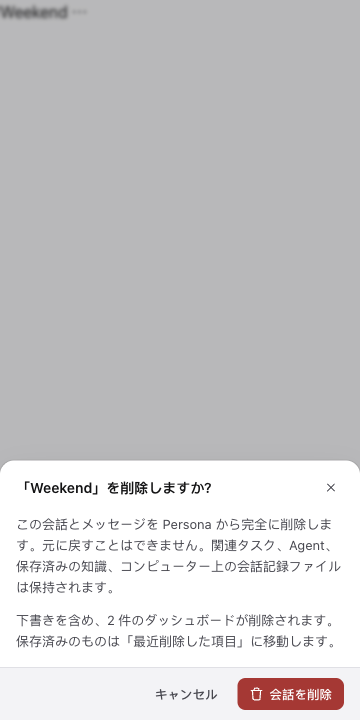 Weekend ···
「Weekend」を削除しますか?
この会話とメッセージを Persona から完全に削除しま
す。元に戻すことはできません。関連タスク、Agent、
保存済みの知識、コンピューター上の会話記録ファイル
は保持されます。
下書きを含め、2 件のダッシュボードが削除されます。
保存済みのものは「最近削除した項目」に移動します。
キャンセル
会話を削除